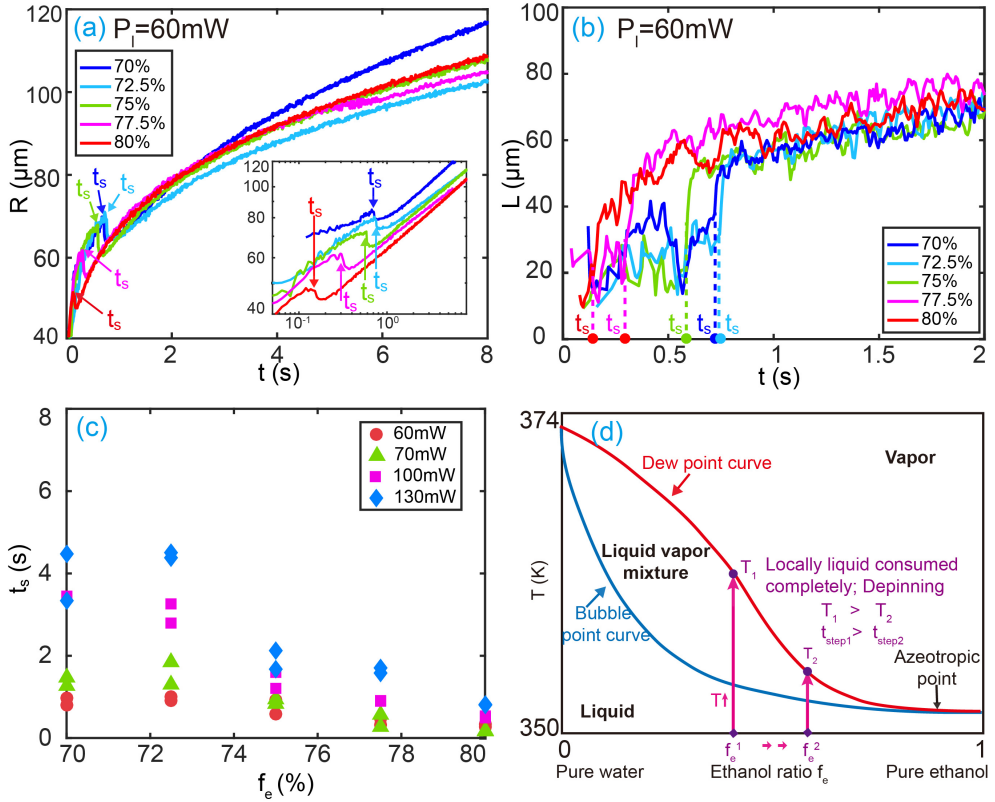 (a) P_l=60mW
70%
72.5%
75%
77.5%
80%
t_s t_s
t_s
t_s
t_s
R (µm)
120
100
80
60
40
0 2 4 6 8
t (s)
120
100
80
60
40
10^-1 10^0
t_s
t_s
t_s
t_s
t_s
(b) P_l=60mW
L (µm)
100
80
60
40
20
0
0 0.5 1 1.5 2
t (s)
t_s t_s t_s t_s t_s
70%
72.5%
75%
77.5%
80%
(c)
60mW
70mW
100mW
130mW
t_s (s)
8
6
4
2
0
70 72 74 76 78 80
f_e (%)
(d)
374
350
T (K)
Dew point curve
Vapor
Liquid vapor
mixture
T_1
Locally liquid consumed
completely; Depinning
T_1 > T_2
t_step1 > t_step2
Bubble
point curve
T_2
Azeotropic
point
T↑
Liquid
0 f_e^1 → → f_e^2 1
Pure water Ethanol ratio f_e Pure ethanol